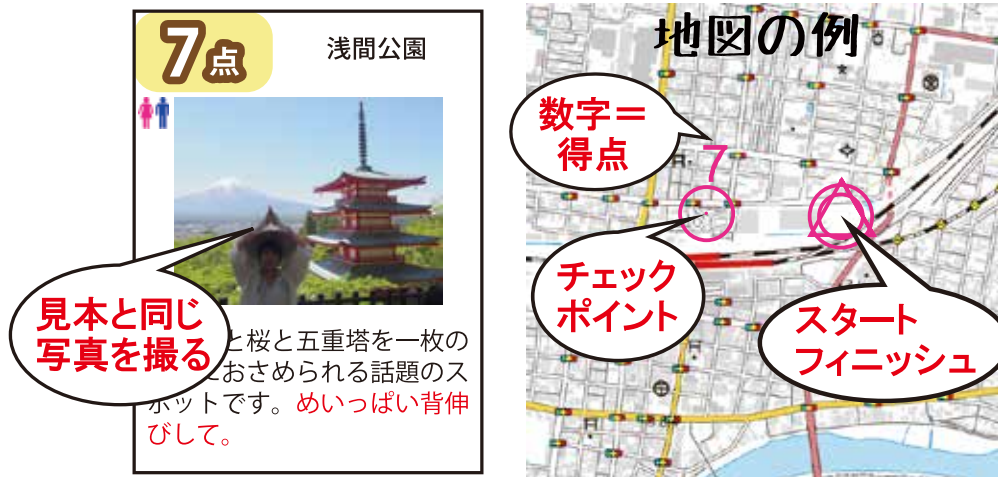 7点
浅間公園
見本と同じ
写真を撮る
と桜と五重塔を一枚の
におさめられる話題のス
ポットです。めいっぱい背伸
びして。
地図の例
数字＝
得点
7
チェック
ポイント
スタート
フィニッシュ